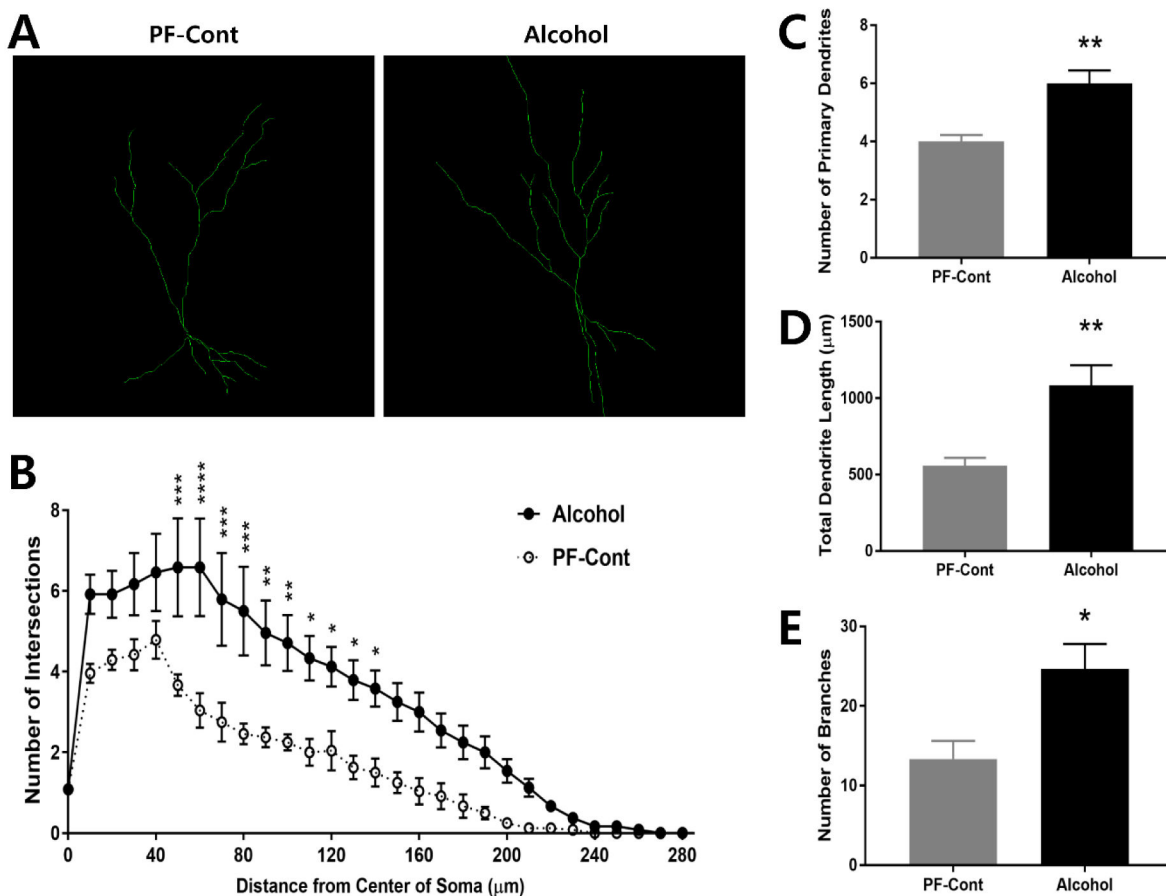 A
PF-Cont
Alcohol
B
Number of Intersections
8
6
4
2
0
***
****
***
***
**
**
*
*
*
*
Alcohol
PF-Cont
0
40
80
120
160
200
240
280
Distance from Center of Soma (μm)
C
Number of Primary Dendrites
8
6
4
2
0
**
PF-Cont
Alcohol
D
Total Dendrite Length (μm)
1500
1000
500
0
**
PF-Cont
Alcohol
E
Number of Branches
30
20
10
0
*
PF-Cont
Alcohol